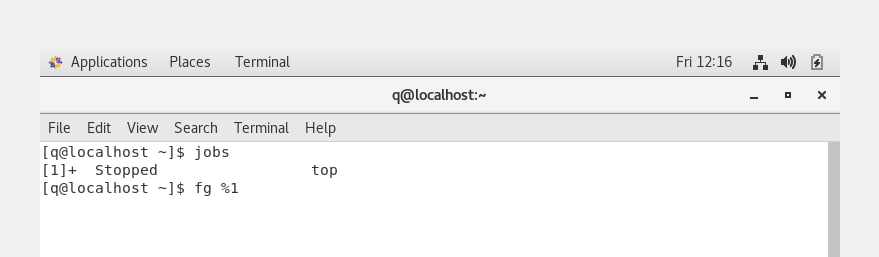 Applications Places Terminal Fri 12:16
q@localhost:~
File Edit View Search Terminal Help
[q@localhost ~]$ jobs
[1]+  Stopped                 top
[q@localhost ~]$ fg %1